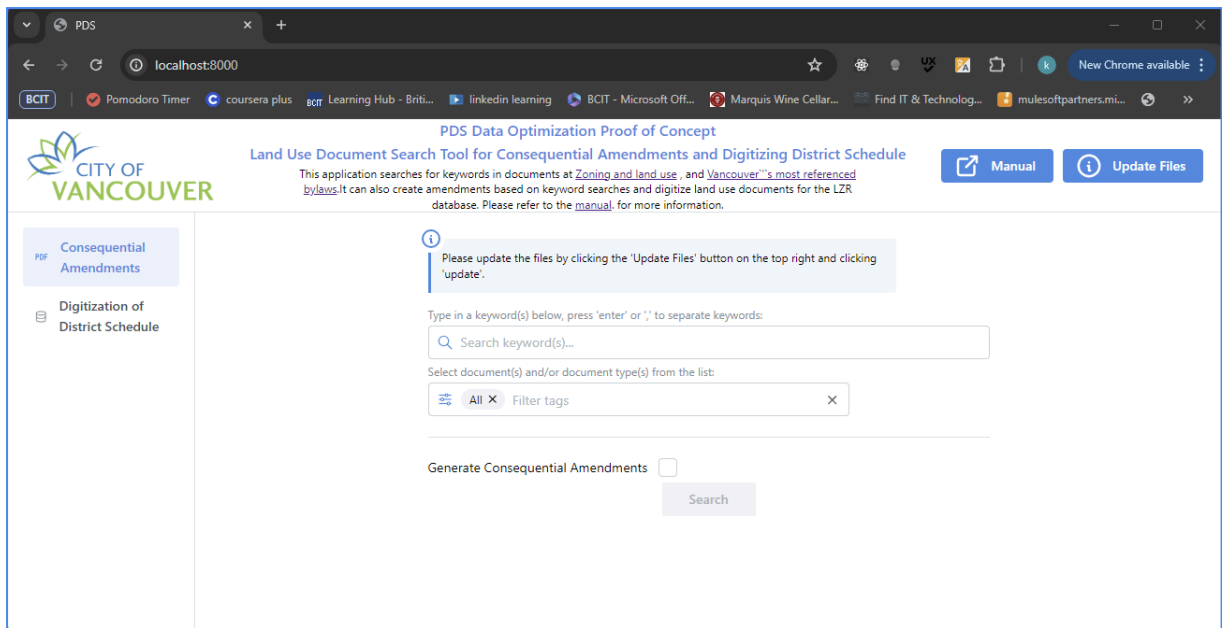 PDS
localhost:8000
New Chrome available
BCIT
Pomodoro Timer
coursera plus
BCIT Learning Hub - Briti...
linkedin learning
BCIT - Microsoft Off...
Marquis Wine Cellar...
Find IT & Technolog...
mulesoftpartners.mi...
CITY OF
VANCOUVER
PDS Data Optimization Proof of Concept
Land Use Document Search Tool for Consequential Amendments and Digitizing District Schedule
This application searches for keywords in documents at Zoning and land use , and Vancouver```s most referenced
bylaws.It can also create amendments based on keyword searches and digitize land use documents for the LZR
database. Please refer to the manual. for more information.
Manual
Update Files
PDF
Consequential
Amendments
Digitization of
District Schedule
Please update the files by clicking the 'Update Files' button on the top right and clicking
'update'.
Type in a keyword(s) below, press 'enter' or ',' to separate keywords:
Search keyword(s)...
Select document(s) and/or document type(s) from the list:
All
Filter tags
Generate Consequential Amendments
Search